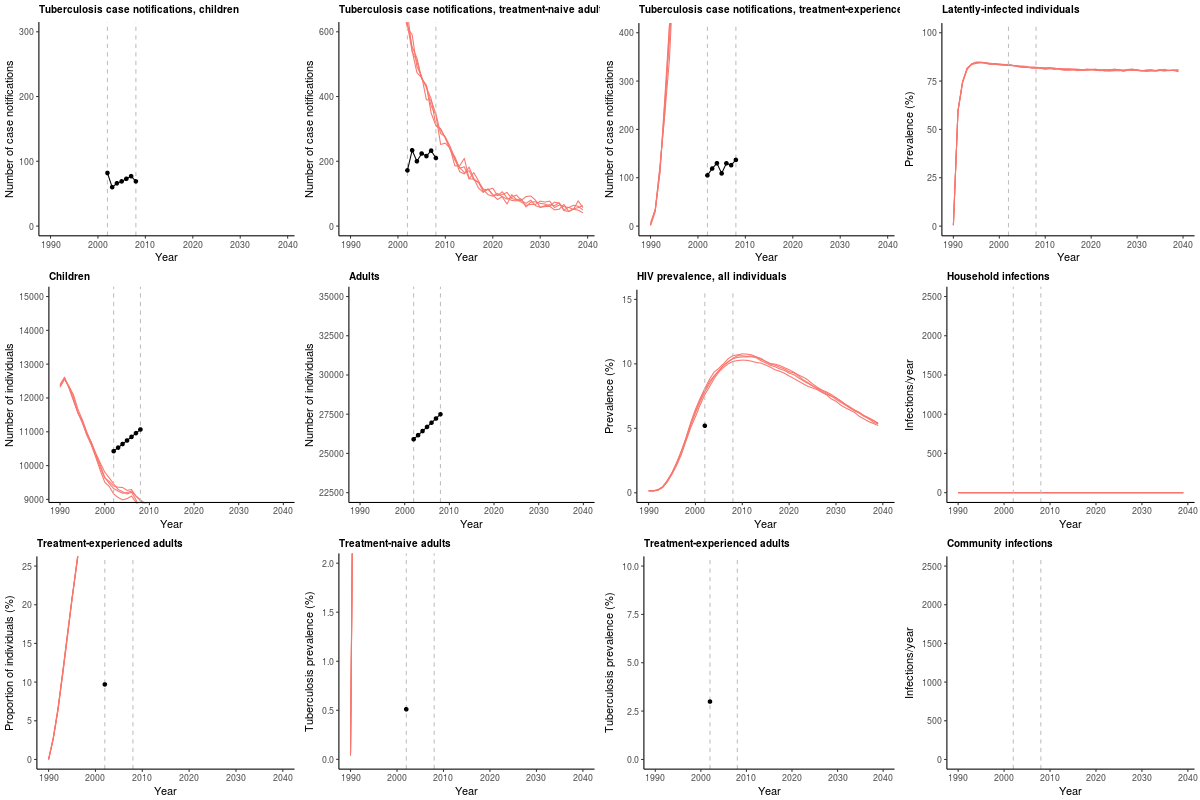 Tuberculosis case notifications, children
Number of case notifications
300
200
100
0
1990 2000 2010 2020 2030 2040
Year
Tuberculosis case notifications, treatment-naive adul
Number of case notifications
600
400
200
0
1990 2000 2010 2020 2030 2040
Year
Tuberculosis case notifications, treatment-experience
Number of case notifications
400
300
200
100
0
1990 2000 2010 2020 2030 2040
Year
Latently-infected individuals
Prevalence (%)
100
75
50
25
0
1990 2000 2010 2020 2030 2040
Year
Children
Number of individuals
15000
14000
13000
12000
11000
10000
9000
1990 2000 2010 2020 2030 2040
Year
Adults
Number of individuals
35000
32500
30000
27500
25000
22500
1990 2000 2010 2020 2030 2040
Year
HIV prevalence, all individuals
Prevalence (%)
15
10
5
0
1990 2000 2010 2020 2030 2040
Year
Household infections
Infections/year
2500
2000
1500
1000
500
0
1990 2000 2010 2020 2030 2040
Year
Treatment-experienced adults
Proportion of individuals (%)
25
20
15
10
5
0
1990 2000 2010 2020 2030 2040
Year
Treatment-naive adults
Tuberculosis prevalence (%)
2.0
1.5
1.0
0.5
0.0
1990 2000 2010 2020 2030 2040
Year
Treatment-experienced adults
Tuberculosis prevalence (%)
10.0
7.5
5.0
2.5
0.0
1990 2000 2010 2020 2030 2040
Year
Community infections
Infections/year
2500
2000
1500
1000
500
0
1990 2000 2010 2020 2030 2040
Year